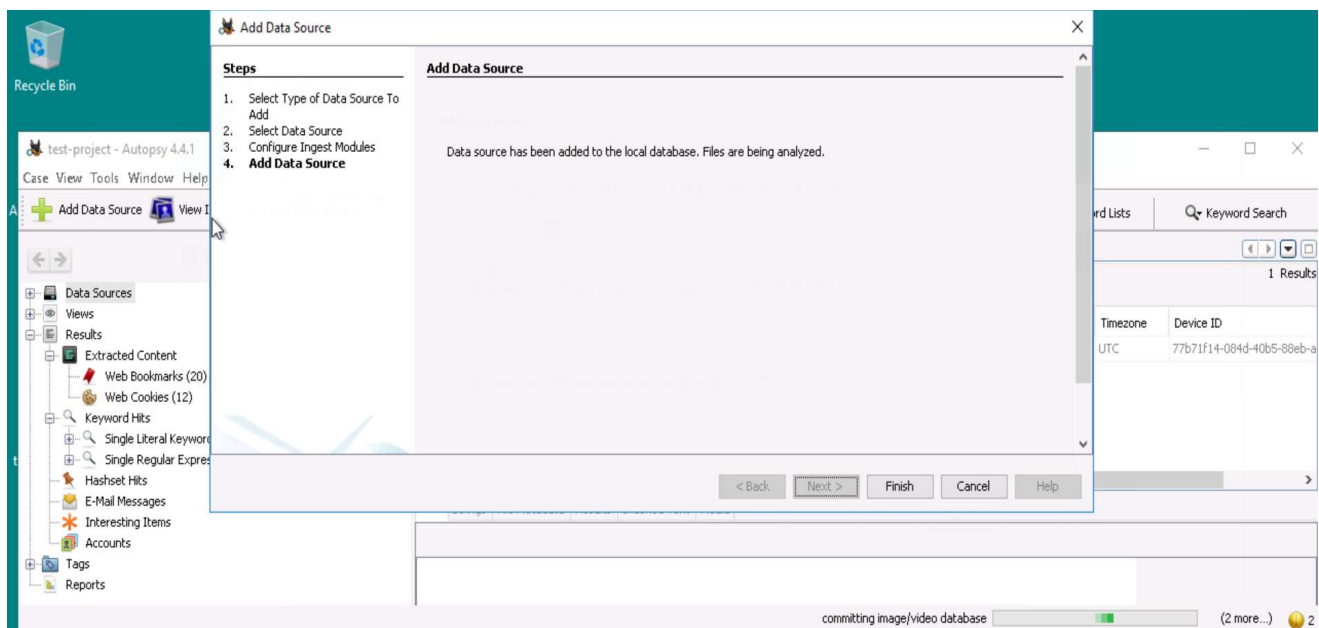 Recycle Bin
Add Data Source
Steps
1. Select Type of Data Source To
Add
2. Select Data Source
3. Configure Ingest Modules
4. Add Data Source
Add Data Source
Data source has been added to the local database. Files are being analyzed.
< Back
Next >
Finish
Cancel
Help
test-project - Autopsy 4.4.1
Case View Tools Window Help
Add Data Source
View I
rd Lists
Keyword Search
1 Results
Data Sources
Views
Results
Extracted Content
Web Bookmarks (20)
Web Cookies (12)
Keyword Hits
Single Literal Keyword
Single Regular Expres
Hashset Hits
E-Mail Messages
Interesting Items
Accounts
Tags
Reports
Timezone Device ID
UTC 77b71f14-084d-40b5-88eb-a
committing image/video database (2 more...) 2